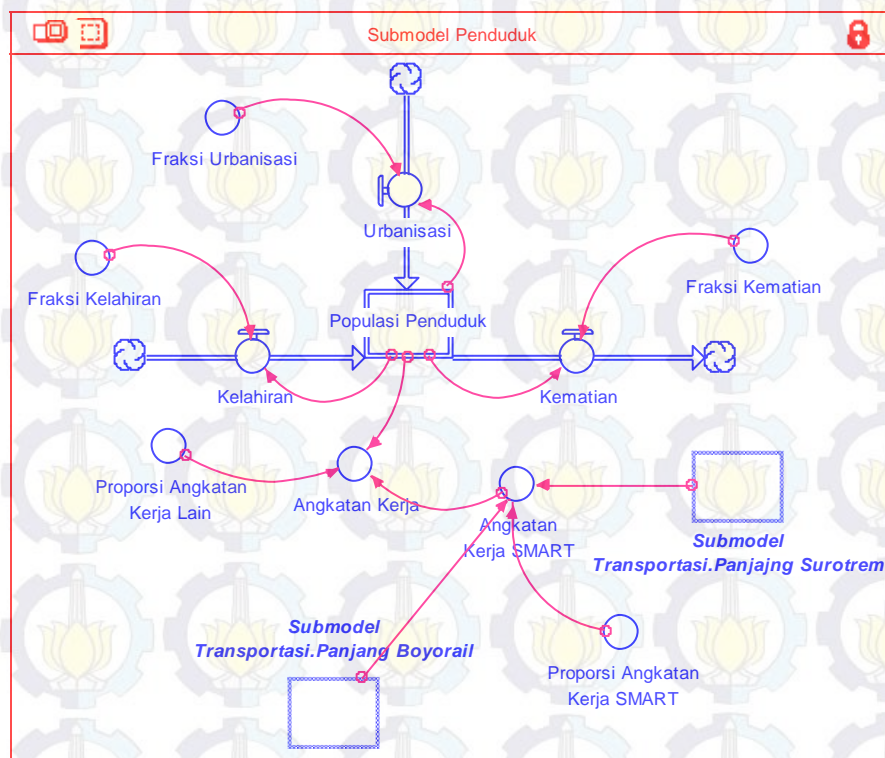 Submodel Penduduk
Fraksi Urbanisasi
Urbanisasi
Fraksi Kelahiran
Fraksi Kematian
Populasi Penduduk
Kelahiran
Kematian
Proporsi Angkatan
Kerja Lain
Angkatan Kerja
Angkatan
Kerja SMART
Submodel
Transportasi.Panjajng Surotrem
Submodel
Transportasi.Panjang Boyorail
Proporsi Angkatan
Kerja SMART